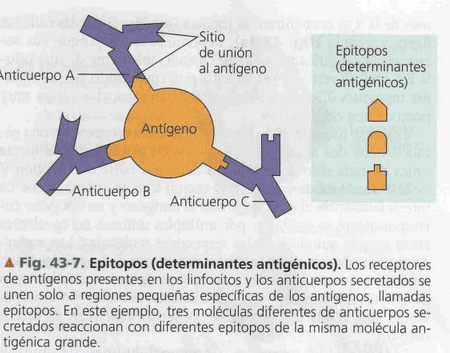 Sitio
de unión
al antígeno
Anticuerpo A
Antígeno
Anticuerpo B
Anticuerpo C
Epitopos
(determinantes
antigénicos)
▲ Fig. 43-7. Epitopos (determinantes antigénicos). Los receptores
de antígenos presentes en los linfocitos y los anticuerpos secretados se
unen solo a regiones pequeñas específicas de los antígenos, llamadas
epitopos. En este ejemplo, tres moléculas diferentes de anticuerpos se-
cretados reaccionan con diferentes epitopos de la misma molécula an-
tigénica grande.